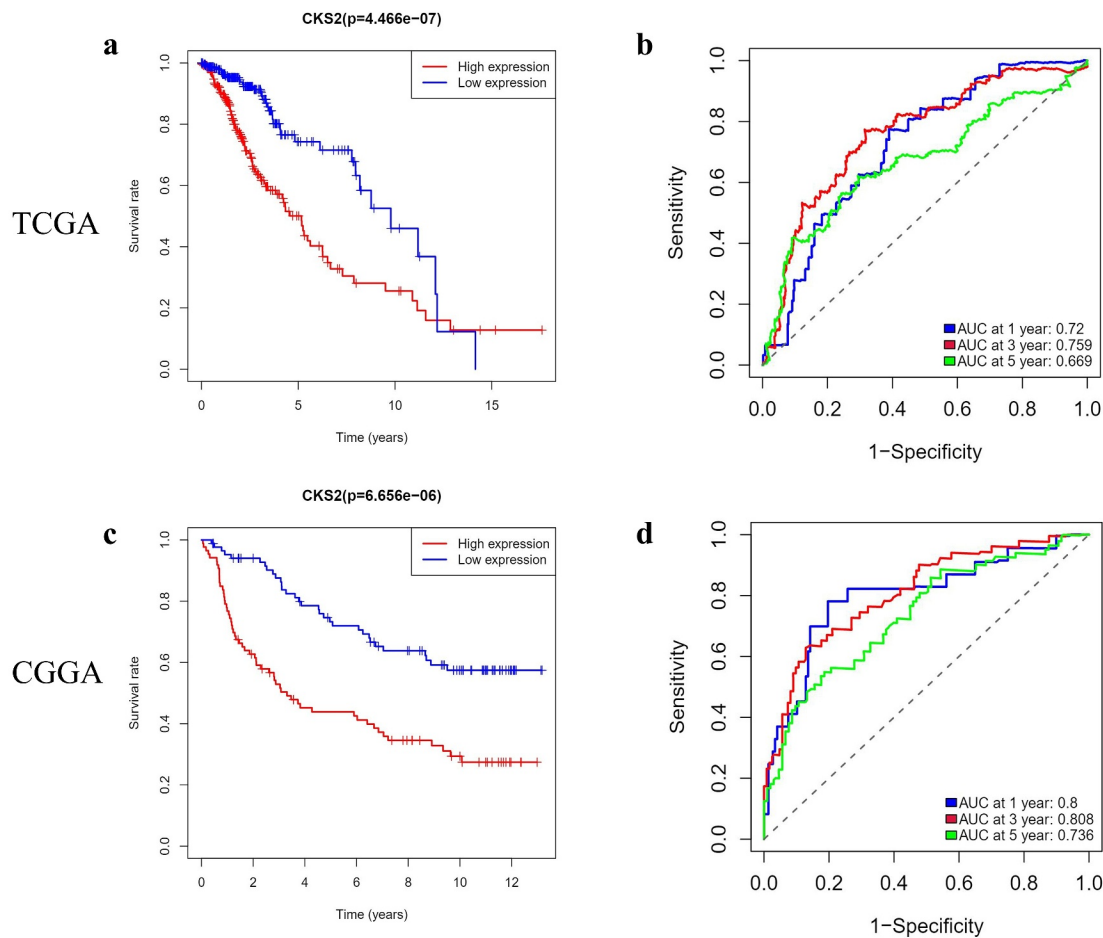 TCGA
a
CKS2(p=4.466e−07)
High expression
Low expression
Survival rate
0.0
0.2
0.4
0.6
0.8
1.0
0
5
10
15
Time (years)
b
Sensitivity
0.0
0.2
0.4
0.6
0.8
1.0
AUC at 1 year: 0.72
AUC at 3 year: 0.759
AUC at 5 year: 0.669
0.0
0.2
0.4
0.6
0.8
1.0
1−Specificity
CGGA
c
CKS2(p=6.656e−06)
High expression
Low expression
Survival rate
0.0
0.2
0.4
0.6
0.8
1.0
0
2
4
6
8
10
12
Time (years)
d
Sensitivity
0.0
0.2
0.4
0.6
0.8
1.0
AUC at 1 year: 0.8
AUC at 3 year: 0.808
AUC at 5 year: 0.736
0.0
0.2
0.4
0.6
0.8
1.0
1−Specificity